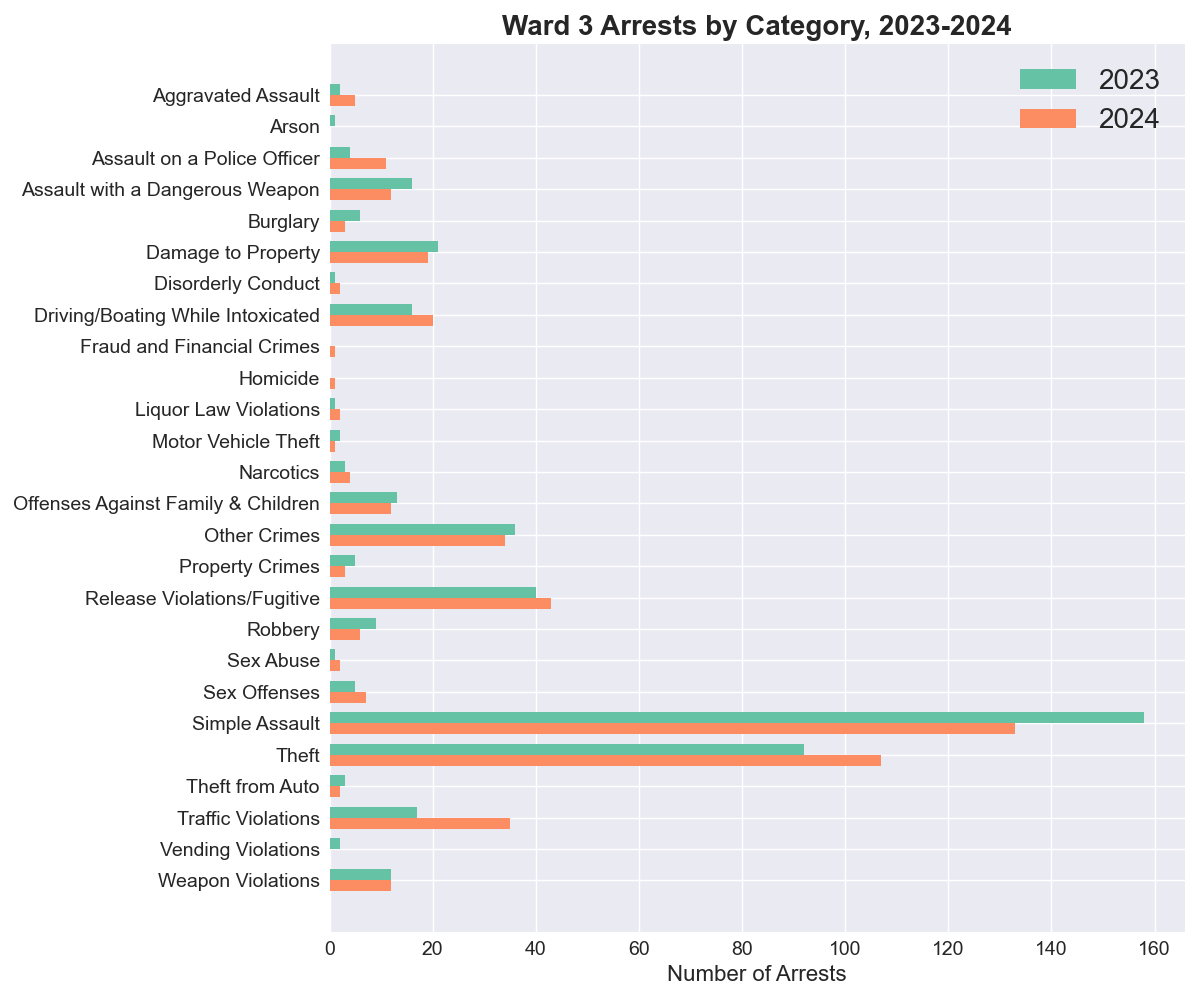 Ward 3 Arrests by Category, 2023-2024
2023
2024
Aggravated Assault
Arson
Assault on a Police Officer
Assault with a Dangerous Weapon
Burglary
Damage to Property
Disorderly Conduct
Driving/Boating While Intoxicated
Fraud and Financial Crimes
Homicide
Liquor Law Violations
Motor Vehicle Theft
Narcotics
Offenses Against Family & Children
Other Crimes
Property Crimes
Release Violations/Fugitive
Robbery
Sex Abuse
Sex Offenses
Simple Assault
Theft
Theft from Auto
Traffic Violations
Vending Violations
Weapon Violations
0 20 40 60 80 100 120 140 160
Number of Arrests